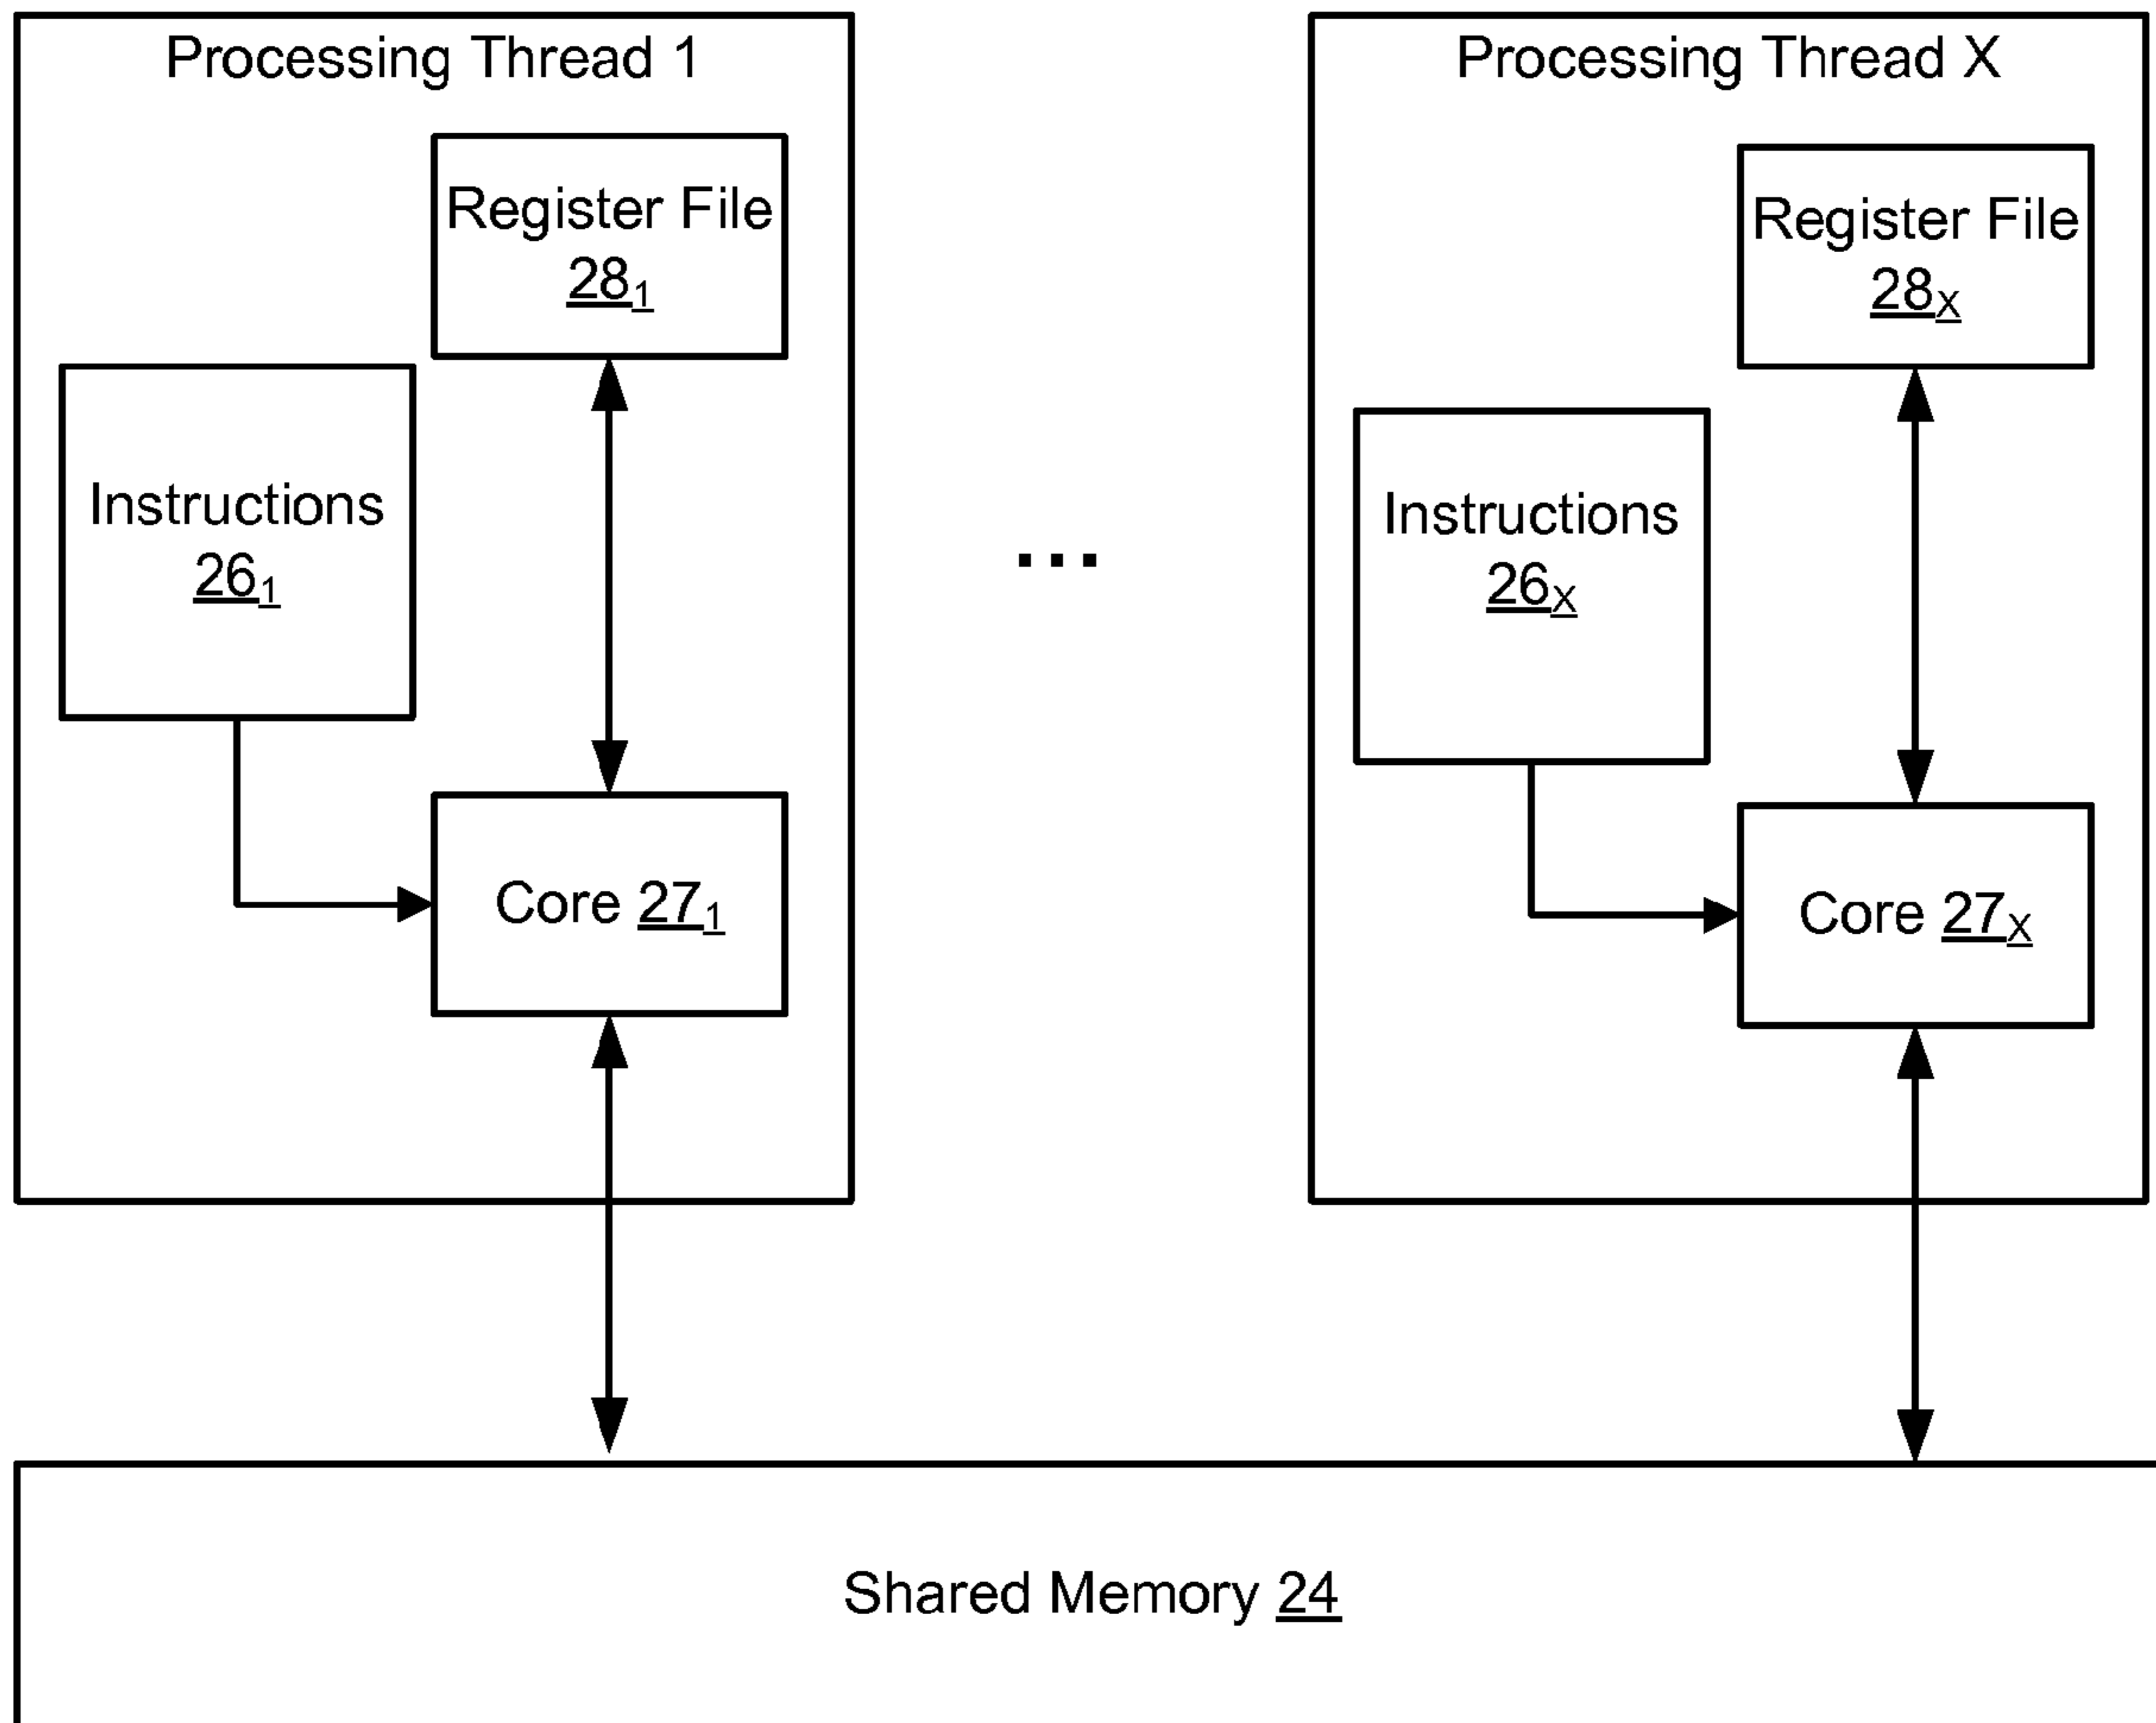 Processing Thread 1
Register File
28₁
Instructions
26₁
Core 27₁
...
Processing Thread X
Register File
28ₓ
Instructions
26ₓ
Core 27ₓ
Shared Memory 24